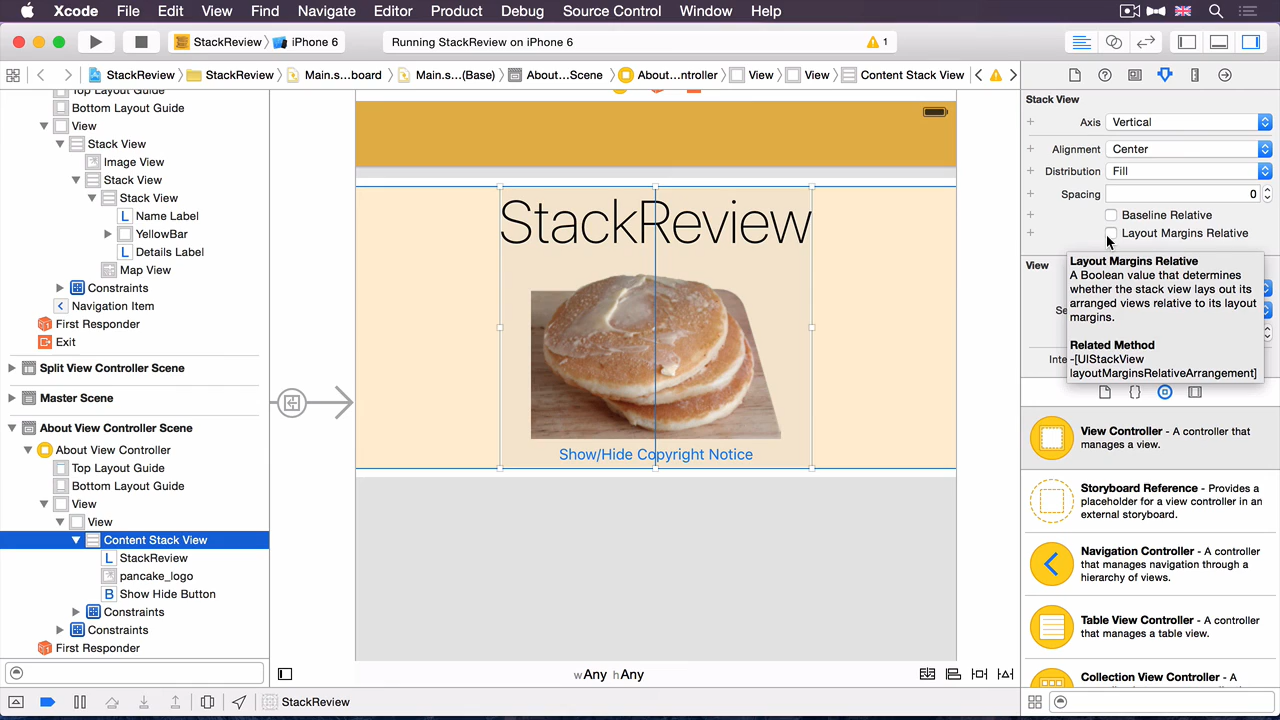 Xcode File Edit View Find Navigate Editor Product Debug Source Control Window Help
StackReview iPhone 6 Running StackReview on iPhone 6 1
StackReview StackReview Main.s...board Main.s...(Base) About...Scene About...ntroller View View Content Stack View
Top Layout Guide
Bottom Layout Guide
View
Stack View
Image View
Stack View
Stack View
L Name Label
YellowBar
L Details Label
Map View
Constraints
Navigation Item
First Responder
Exit
Split View Controller Scene
Master Scene
About View Controller Scene
About View Controller
Top Layout Guide
Bottom Layout Guide
View
View
Content Stack View
L StackReview
pancake_logo
B Show Hide Button
Constraints
Constraints
First Responder
StackReview
Show/Hide Copyright Notice
wAny hAny
StackReview
Stack View
Axis Vertical
Alignment Center
Distribution Fill
Spacing 0
Baseline Relative
Layout Margins Relative
View
Se
Inte
Layout Margins Relative
A Boolean value that determines
whether the stack view lays out its
arranged views relative to its layout
margins.
Related Method
-[UIStackView
layoutMarginsRelativeArrangement]
View Controller - A controller that
manages a view.
Storyboard Reference - Provides a
placeholder for a view controller in an
external storyboard.
Navigation Controller - A controller
that manages navigation through a
hierarchy of views.
Table View Controller - A controller
that manages a table view.
Collection View Controller - A